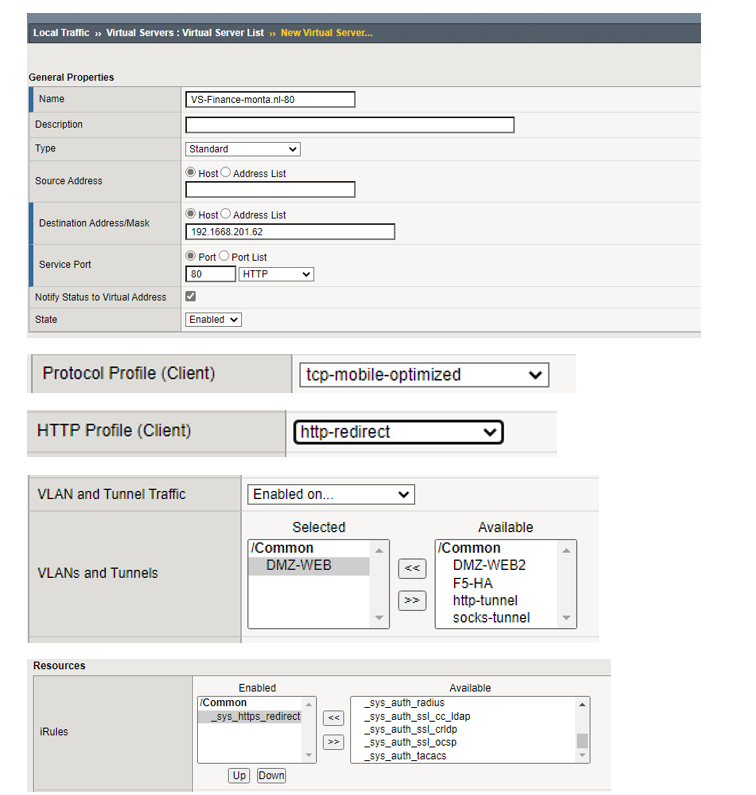 Local Traffic ›› Virtual Servers : Virtual Server List ›› New Virtual Server...
General Properties
Name VS-Finance-monta.nl-80
Description
Type Standard
Source Address Host Address List
Destination Address/Mask Host Address List
192.1668.201.62
Service Port Port Port List
80 HTTP
Notify Status to Virtual Address
State Enabled
Protocol Profile (Client) tcp-mobile-optimized
HTTP Profile (Client) http-redirect
VLAN and Tunnel Traffic Enabled on...
VLANs and Tunnels
Selected Available
/Common /Common
DMZ-WEB DMZ-WEB2
<< F5-HA
>> http-tunnel
socks-tunnel
Resources
Enabled Available
iRules
/Common _sys_auth_radius
_sys_https_redirect << _sys_auth_ssl_cc_ldap
_sys_auth_ssl_crldp
>> _sys_auth_ssl_ocsp
_sys_auth_tacacs
Up Down